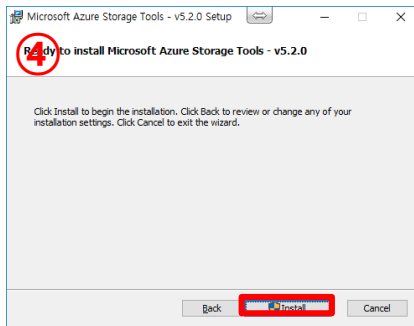 Microsoft Azure Storage Tools - v5.2.0 Setup
④
Ready to install Microsoft Azure Storage Tools - v5.2.0
Click Install to begin the installation. Click Back to review or change any of your
installation settings. Click Cancel to exit the wizard.
Back Install Cancel